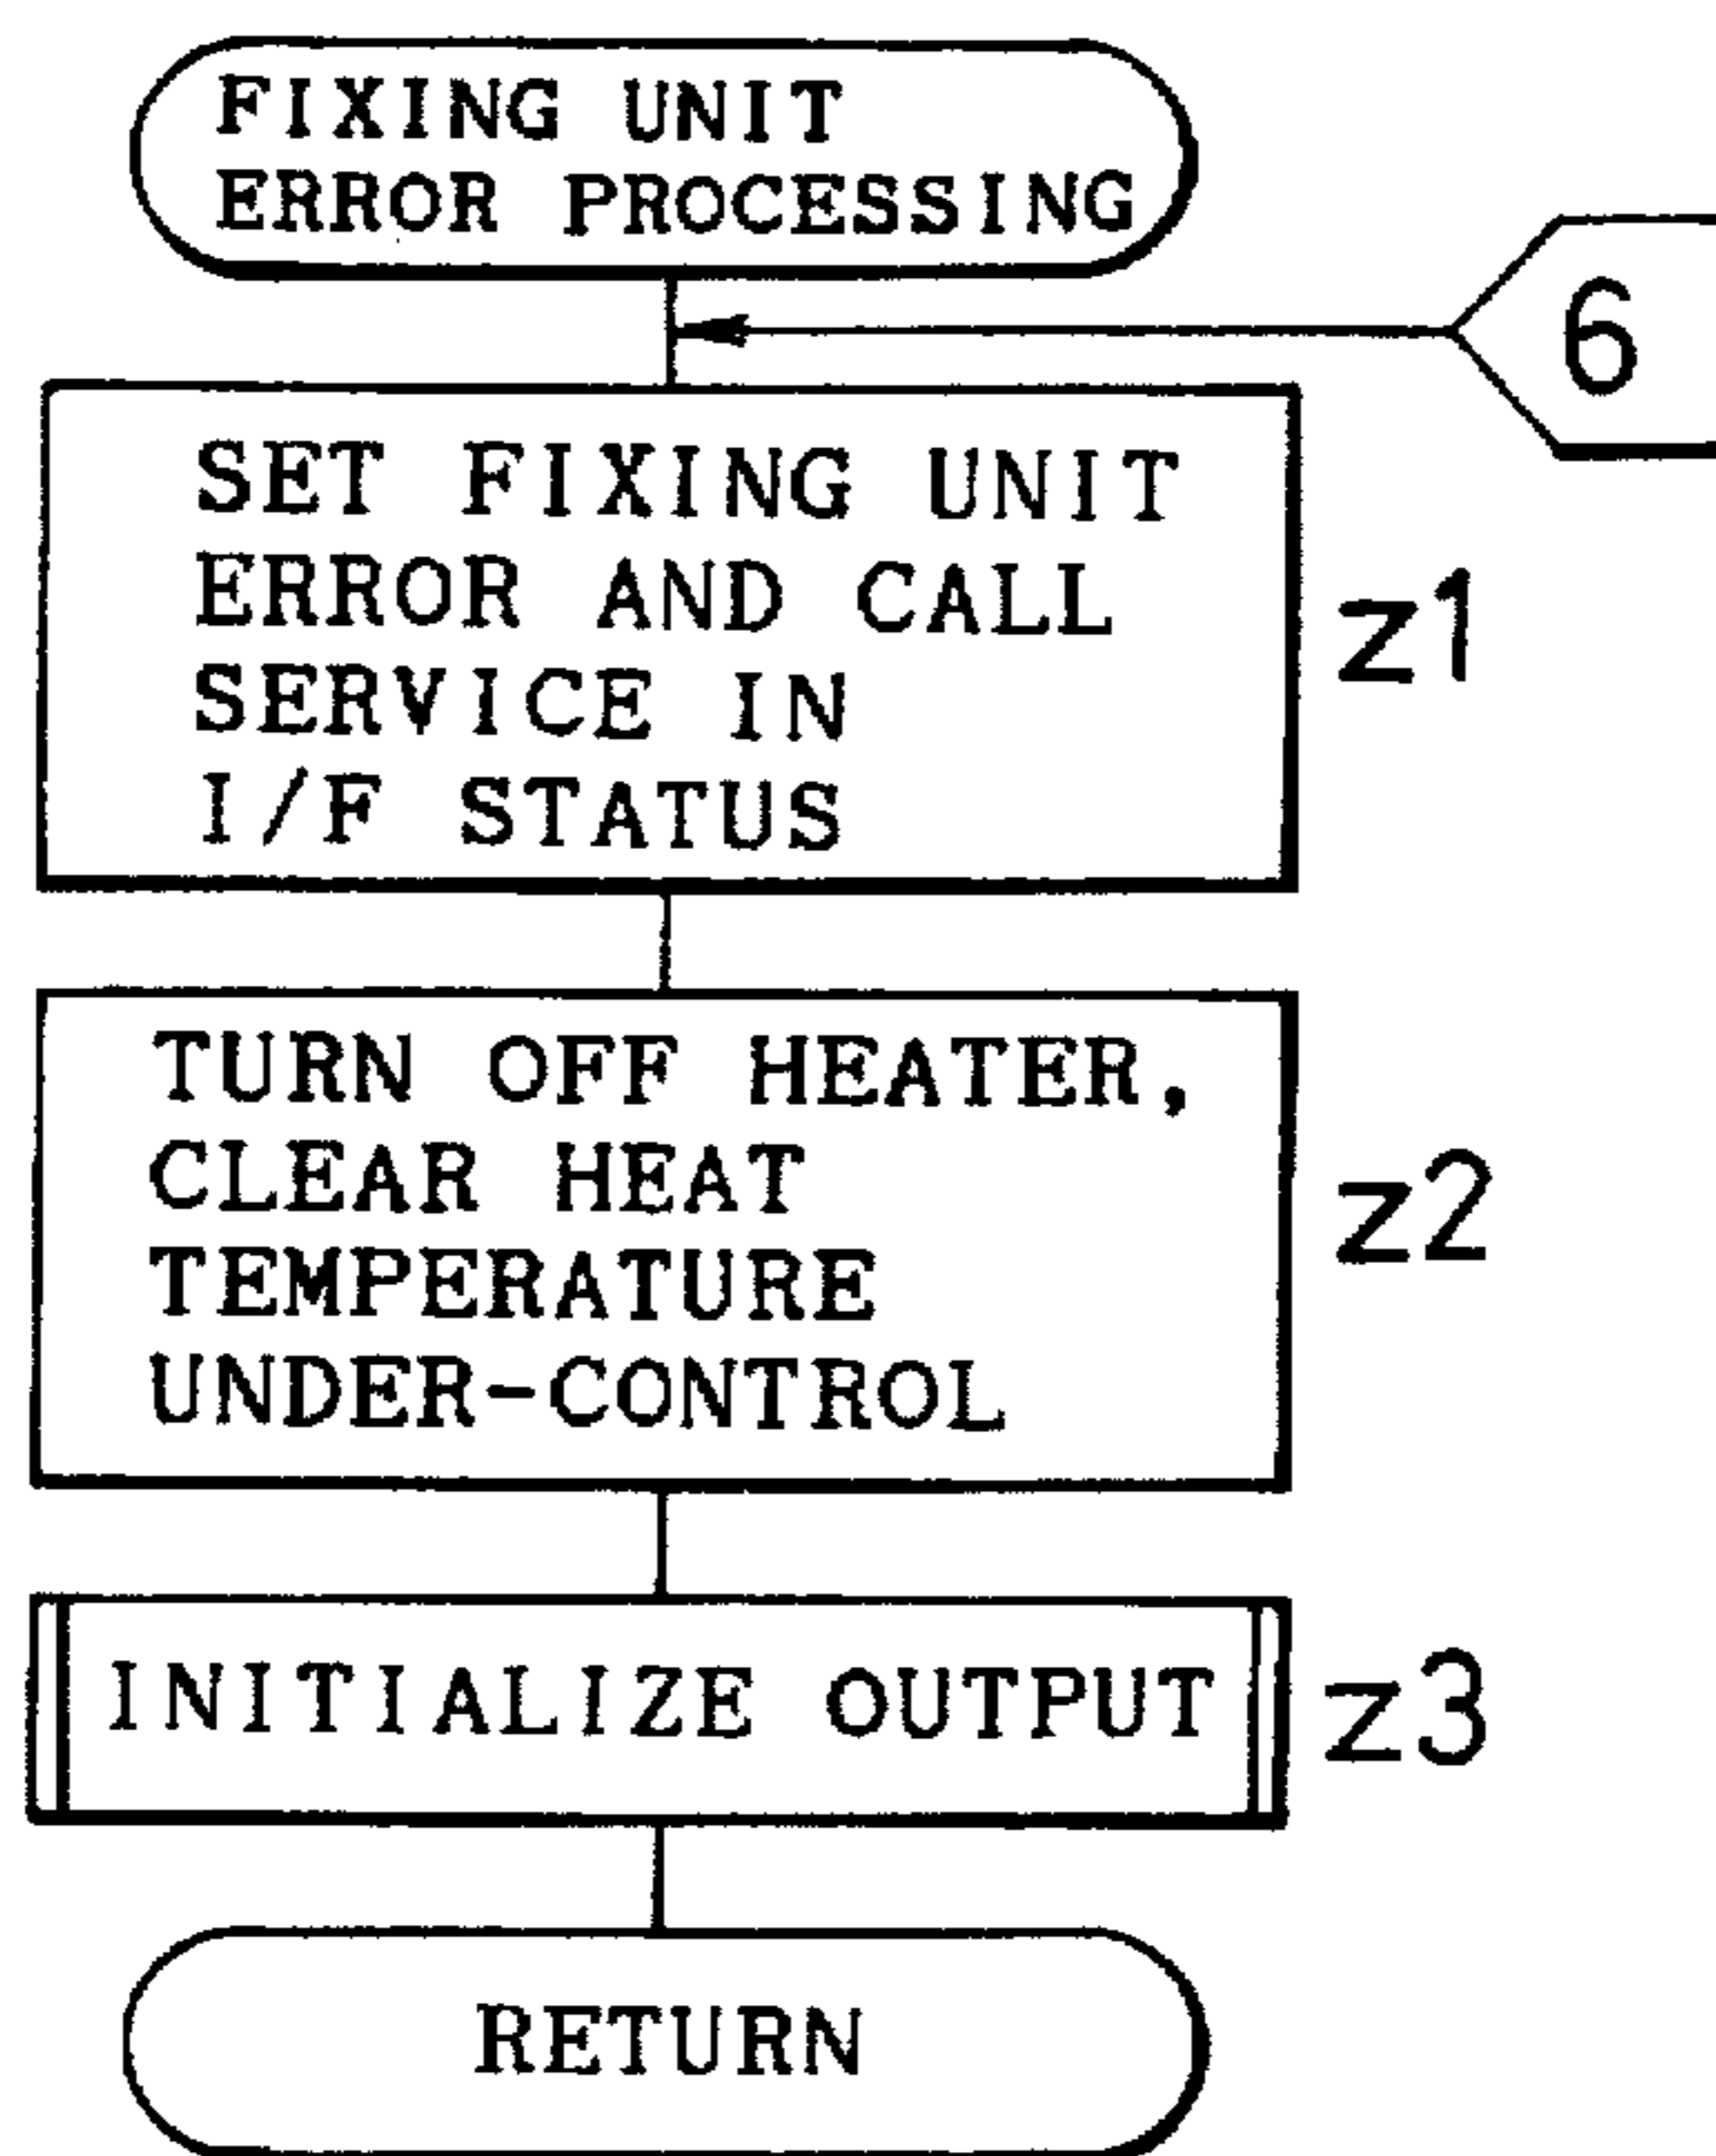 FIXING UNIT
ERROR PROCESSING
6
SET FIXING UNIT
ERROR AND CALL
SERVICE IN
I/F STATUS
z1
TURN OFF HEATER,
CLEAR HEAT
TEMPERATURE
UNDER-CONTROL
z2
INITIALIZE OUTPUT
z3
RETURN